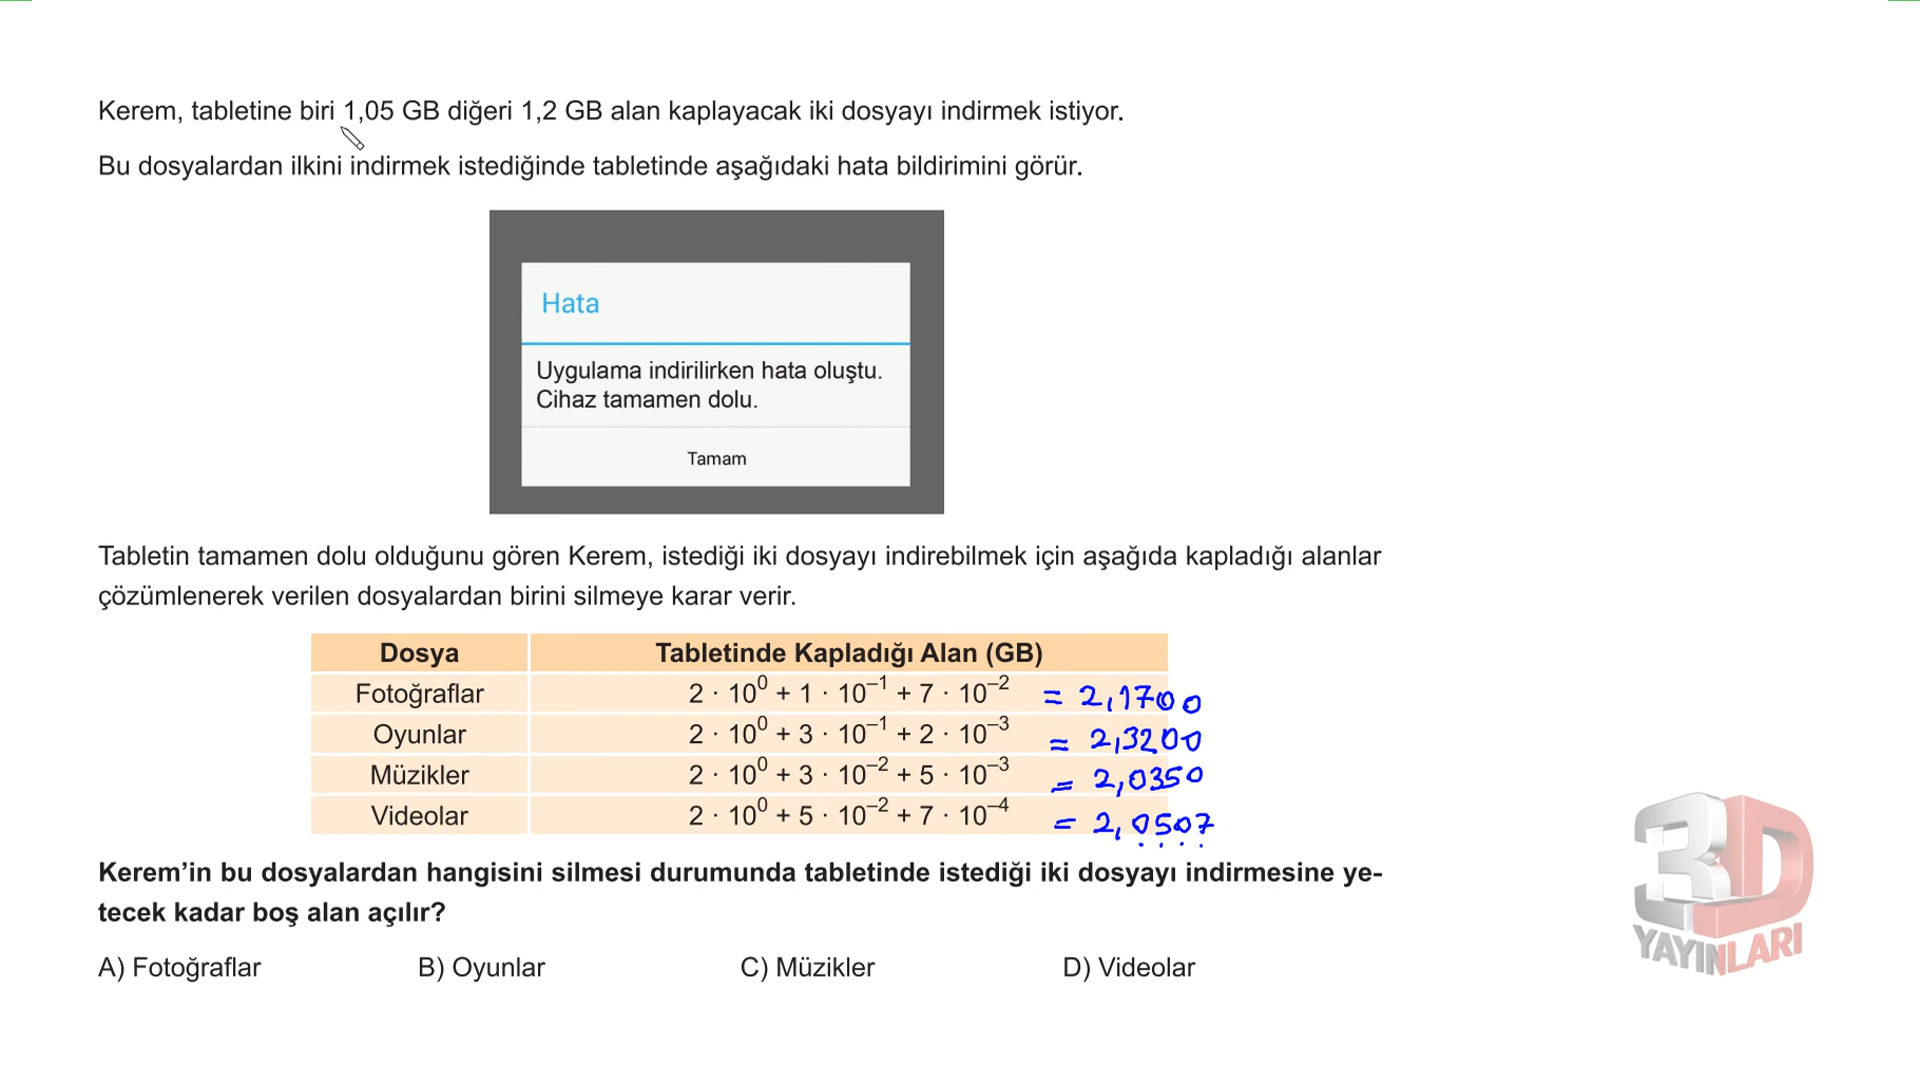 Kerem, tabletine biri 1,05 GB diğeri 1,2 GB alan kaplayacak iki dosyayı indirmek istiyor.
Bu dosyalardan ilkini indirmek istediğinde tabletinde aşağıdaki hata bildirimini görür.
Hata
Uygulama indirilirken hata oluştu.
Cihaz tamamen dolu.
Tamam
Tabletin tamamen dolu olduğunu gören Kerem, istediği iki dosyayı indirebilmek için aşağıda kapladığı alanlar
çözümlenerek verilen dosyalardan birini silmeye karar verir.
Dosya Tabletinde Kapladığı Alan (GB)
Fotoğraflar 2 · 10⁰ + 1 · 10⁻¹ + 7 · 10⁻² = 2,1700
Oyunlar 2 · 10⁰ + 3 · 10⁻¹ + 2 · 10⁻³ = 2,3200
Müzikler 2 · 10⁰ + 3 · 10⁻² + 5 · 10⁻³ = 2,0350
Videolar 2 · 10⁰ + 5 · 10⁻² + 7 · 10⁻⁴ = 2,0507
Kerem’in bu dosyalardan hangisini silmesi durumunda tabletinde istediği iki dosyayı indirmesine ye-
tecek kadar boş alan açılır?
A) Fotoğraflar B) Oyunlar C) Müzikler D) Videolar
3D
YAYINLARI